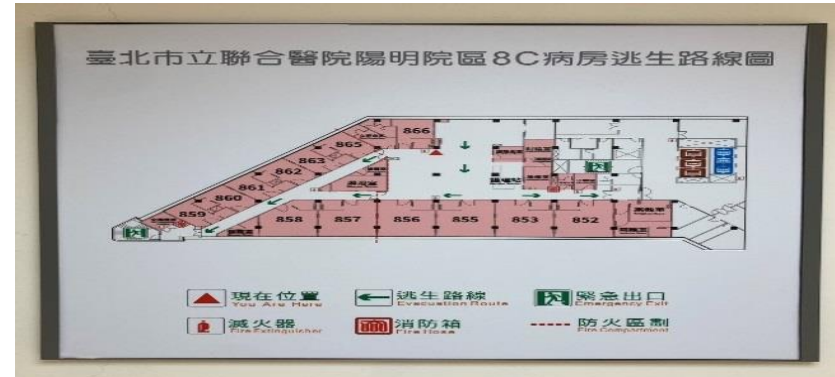 臺北市立聯合醫院陽明院區8C病房逃生路線圖
866
865
863
862
861
860
859
858
857
856
855
853
852
現在位置
You Are Here
逃生路線
Evacuation Route
緊急出口
Emergency Exit
滅火器
Fire Extinguisher
消防箱
Fire Hose
防火區劃
Fire Compartment